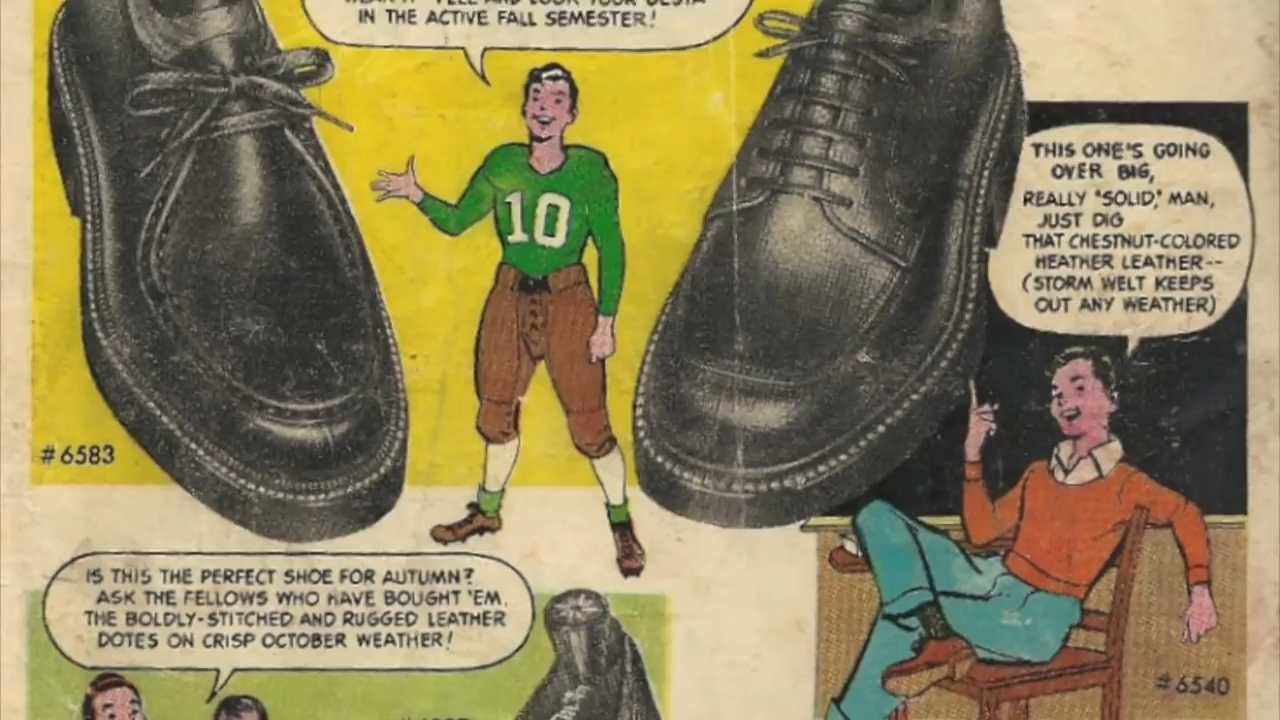 IN THE ACTIVE FALL SEMESTER!
10
THIS ONE'S GOING
OVER BIG,
REALLY "SOLID," MAN,
JUST DIG
THAT CHESTNUT-COLORED
HEATHER LEATHER--
(STORM WELT KEEPS
OUT ANY WEATHER)
#6583
IS THIS THE PERFECT SHOE FOR AUTUMN?
ASK THE FELLOWS WHO HAVE BOUGHT 'EM.
THE BOLDLY-STITCHED AND RUGGED LEATHER
DOTES ON CRISP OCTOBER WEATHER!
#6540